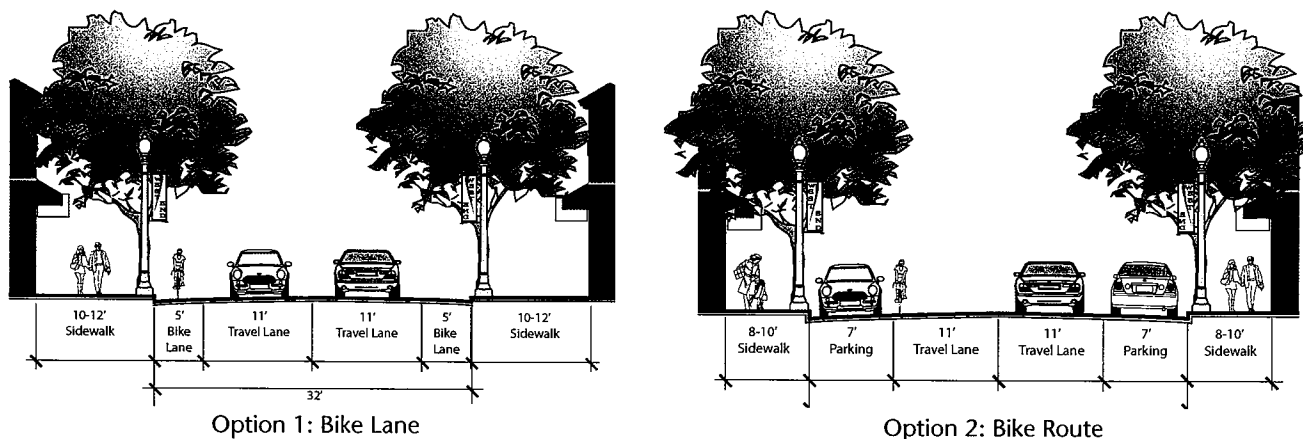 10-12'
Sidewalk
5'
Bike
Lane
11'
Travel Lane
11'
Travel Lane
5'
Bike
Lane
10-12'
Sidewalk
32'
Option 1: Bike Lane
8-10'
Sidewalk
7'
Parking
11'
Travel Lane
11'
Travel Lane
7'
Parking
8-10'
Sidewalk
Option 2: Bike Route